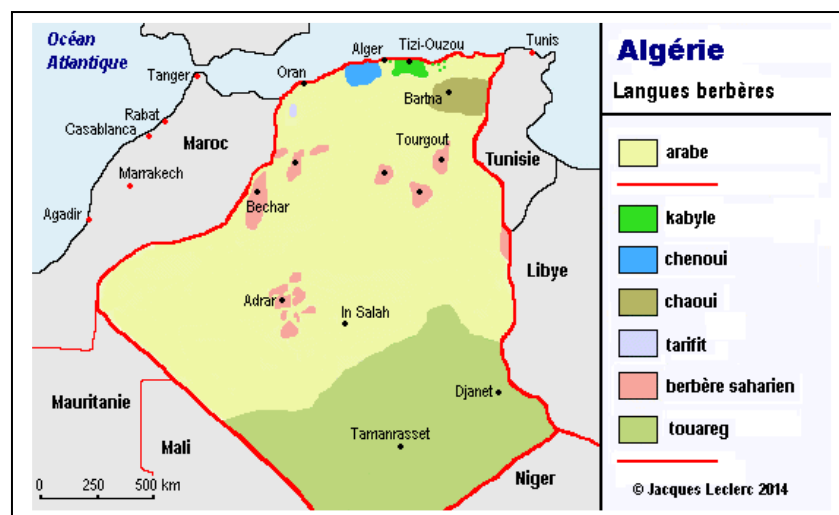 Océan
Atlantique
Alger
Tizi-Ouzou
Tunis
Tanger
Oran
Rabat
Casablanca
Maroc
Bartna
Tourgout
Tunisie
Marrakech
Bechar
Agadir
Libye
Adrar
In Salah
Djanet
Mauritanie
Tamanrasset
Mali
Niger
0 250 500 km
Algérie
Langues berbères
arabe
kabyle
chenoui
chaoui
tarifit
berbère saharien
touareg
© Jacques Leclerc 2014